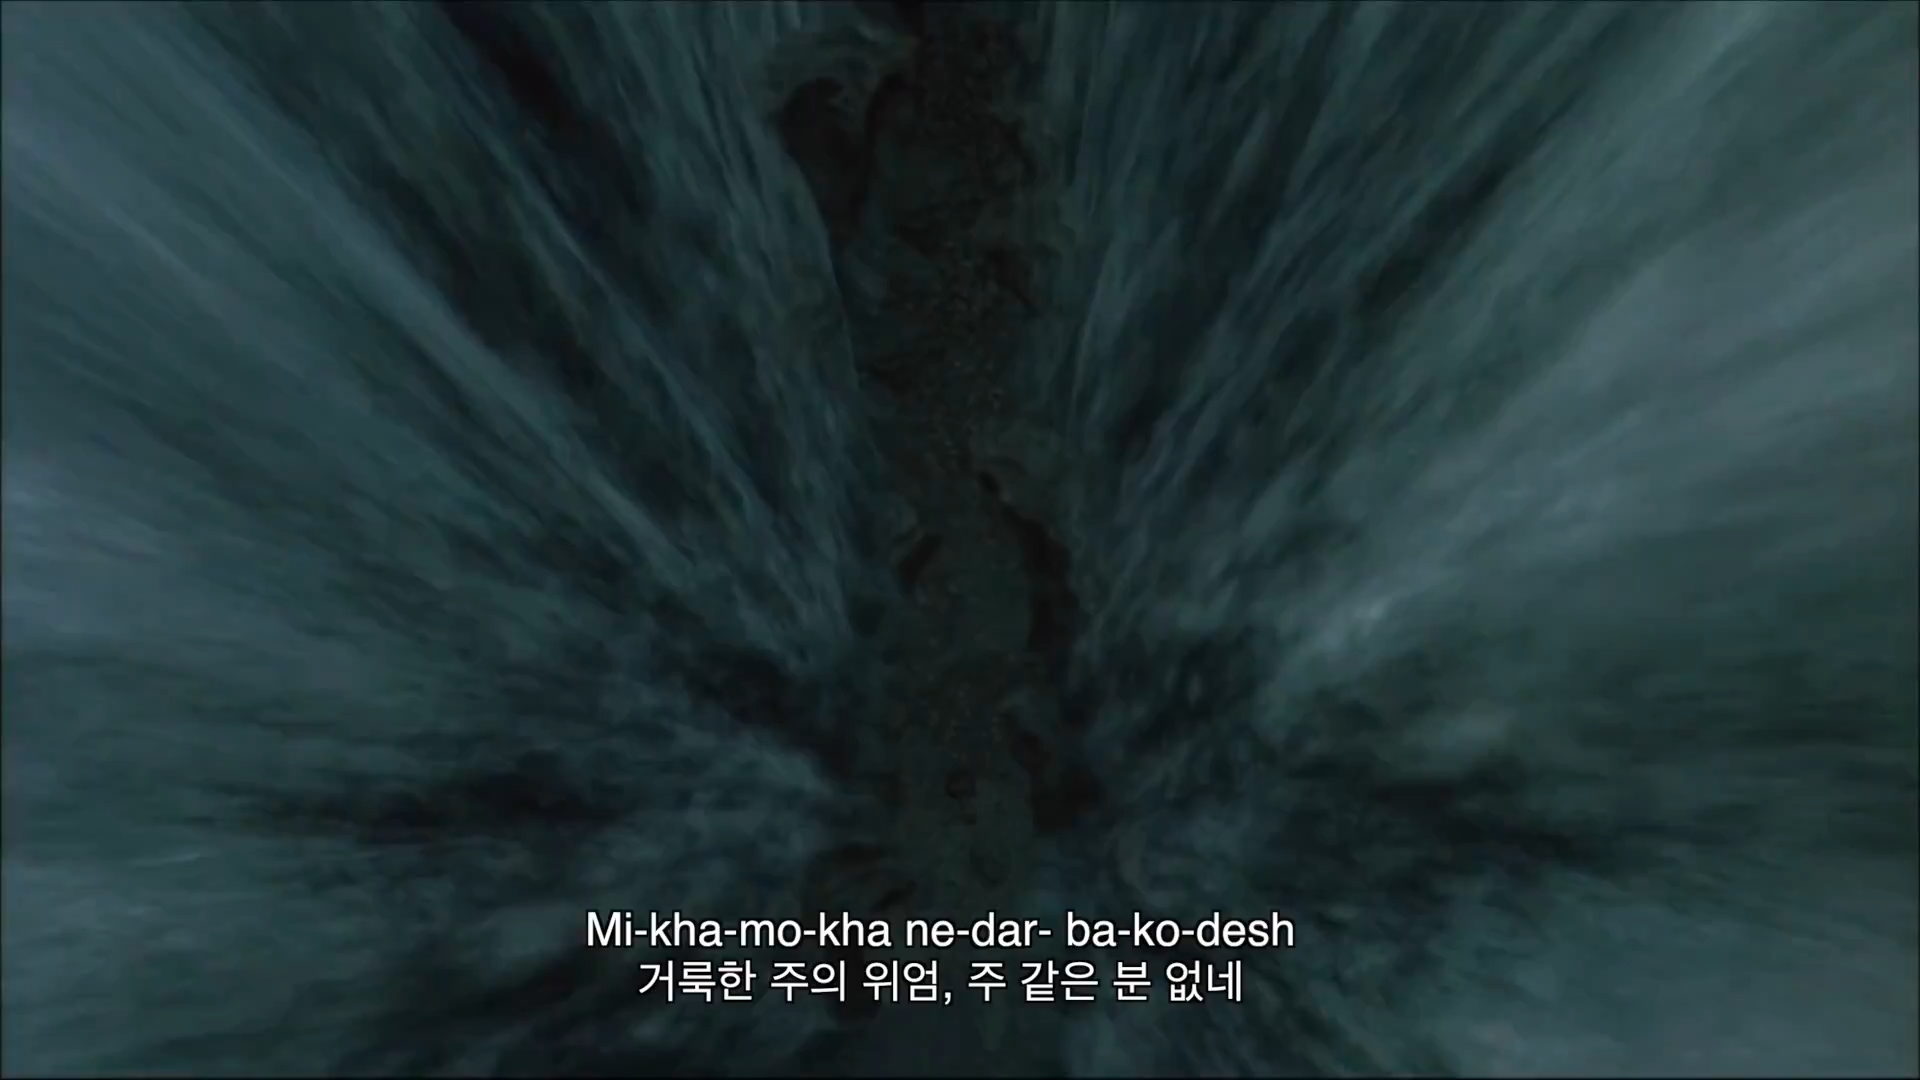 Mi-kha-mo-kha ne-dar- ba-ko-desh
거룩한 주의 위엄, 주 같은 분 없네